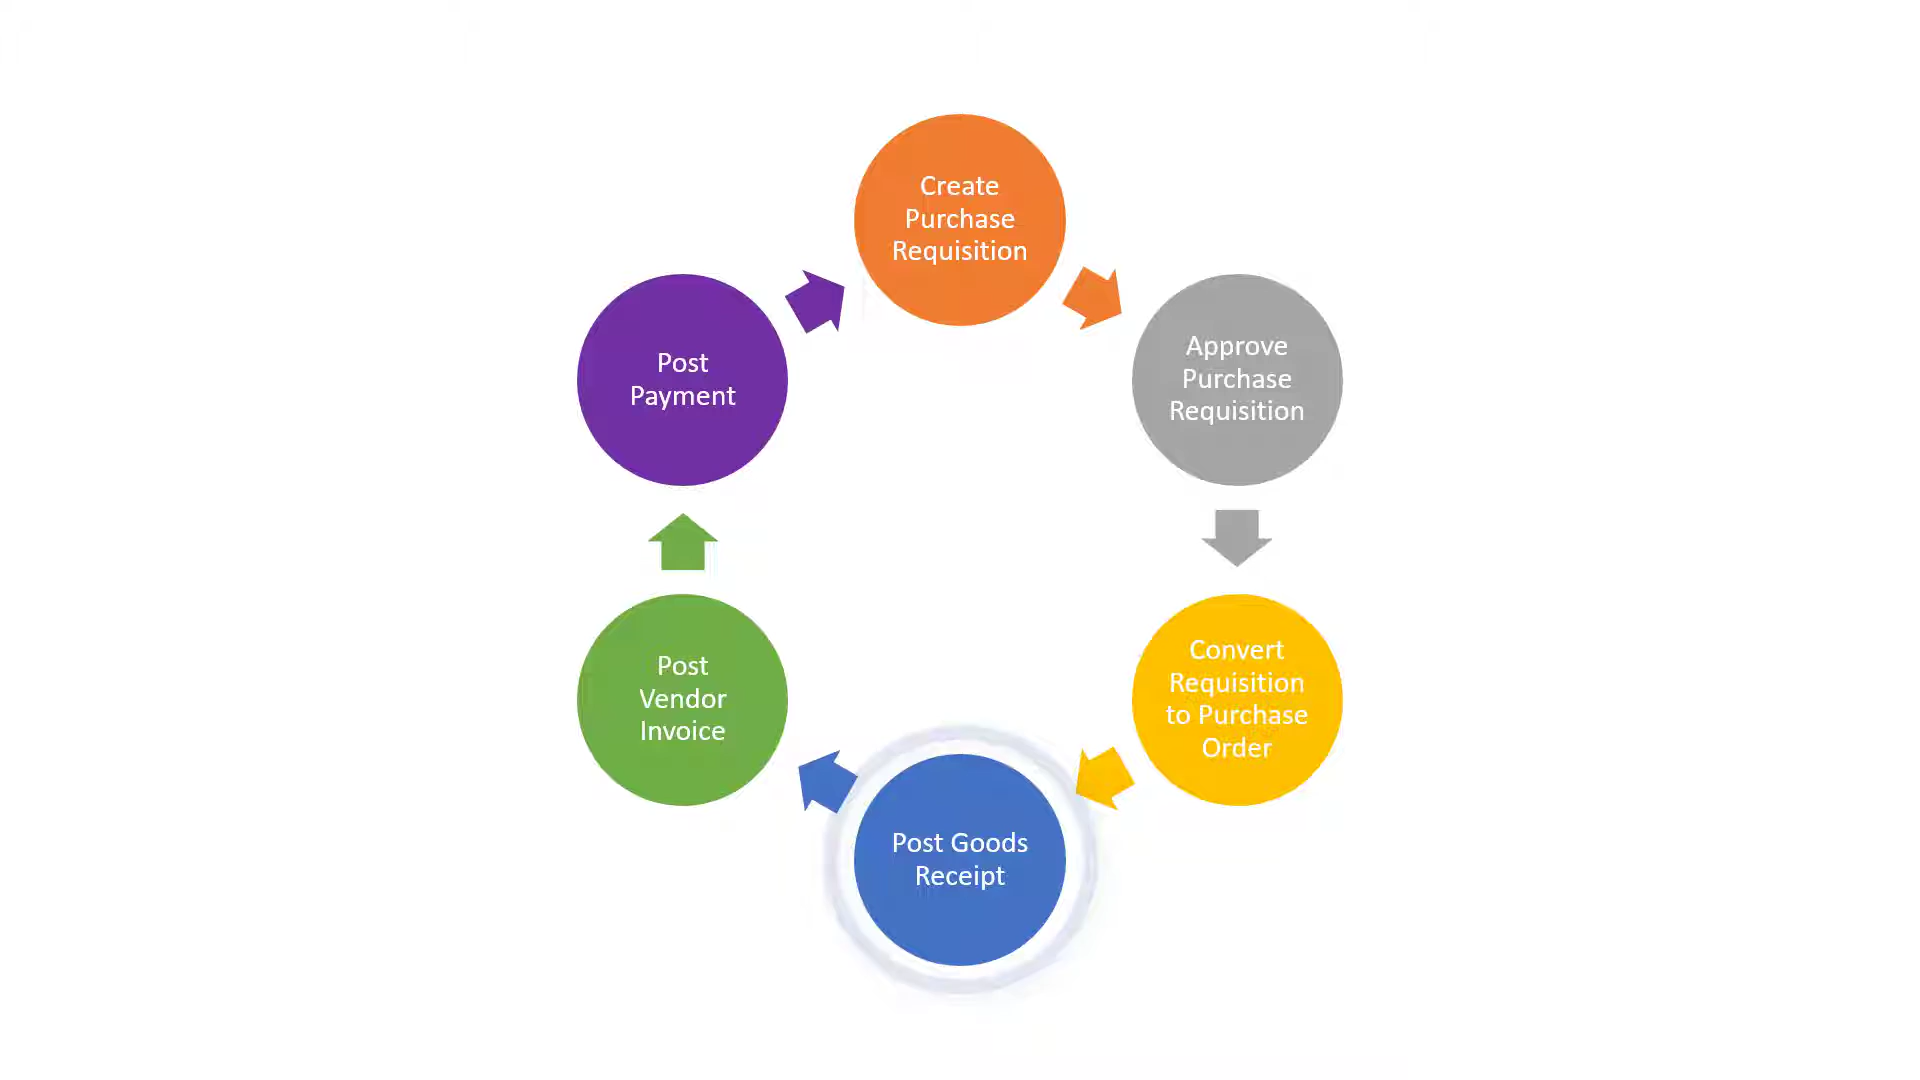 Create
Purchase
Requisition
Approve
Purchase
Requisition
Convert
Requisition
to Purchase
Order
Post Goods
Receipt
Post
Vendor
Invoice
Post
Payment